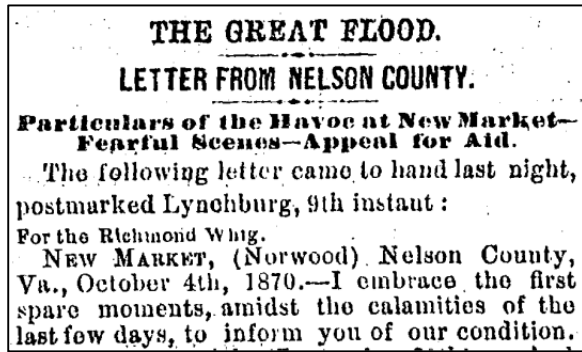 THE GREAT FLOOD.
LETTER FROM NELSON COUNTY.
Particulars of the Havoc at New Market—
Fearful Scenes—Appeal for Aid.
The following letter came to hand last night,
postmarked Lynchburg, 9th instant :
For the Richmond Whig.
NEW MARKET, (Norwood) Nelson County,
Va., October 4th, 1870.—I embrace the first
spare moments, amidst the calamities of the
last few days, to inform you of our condition.